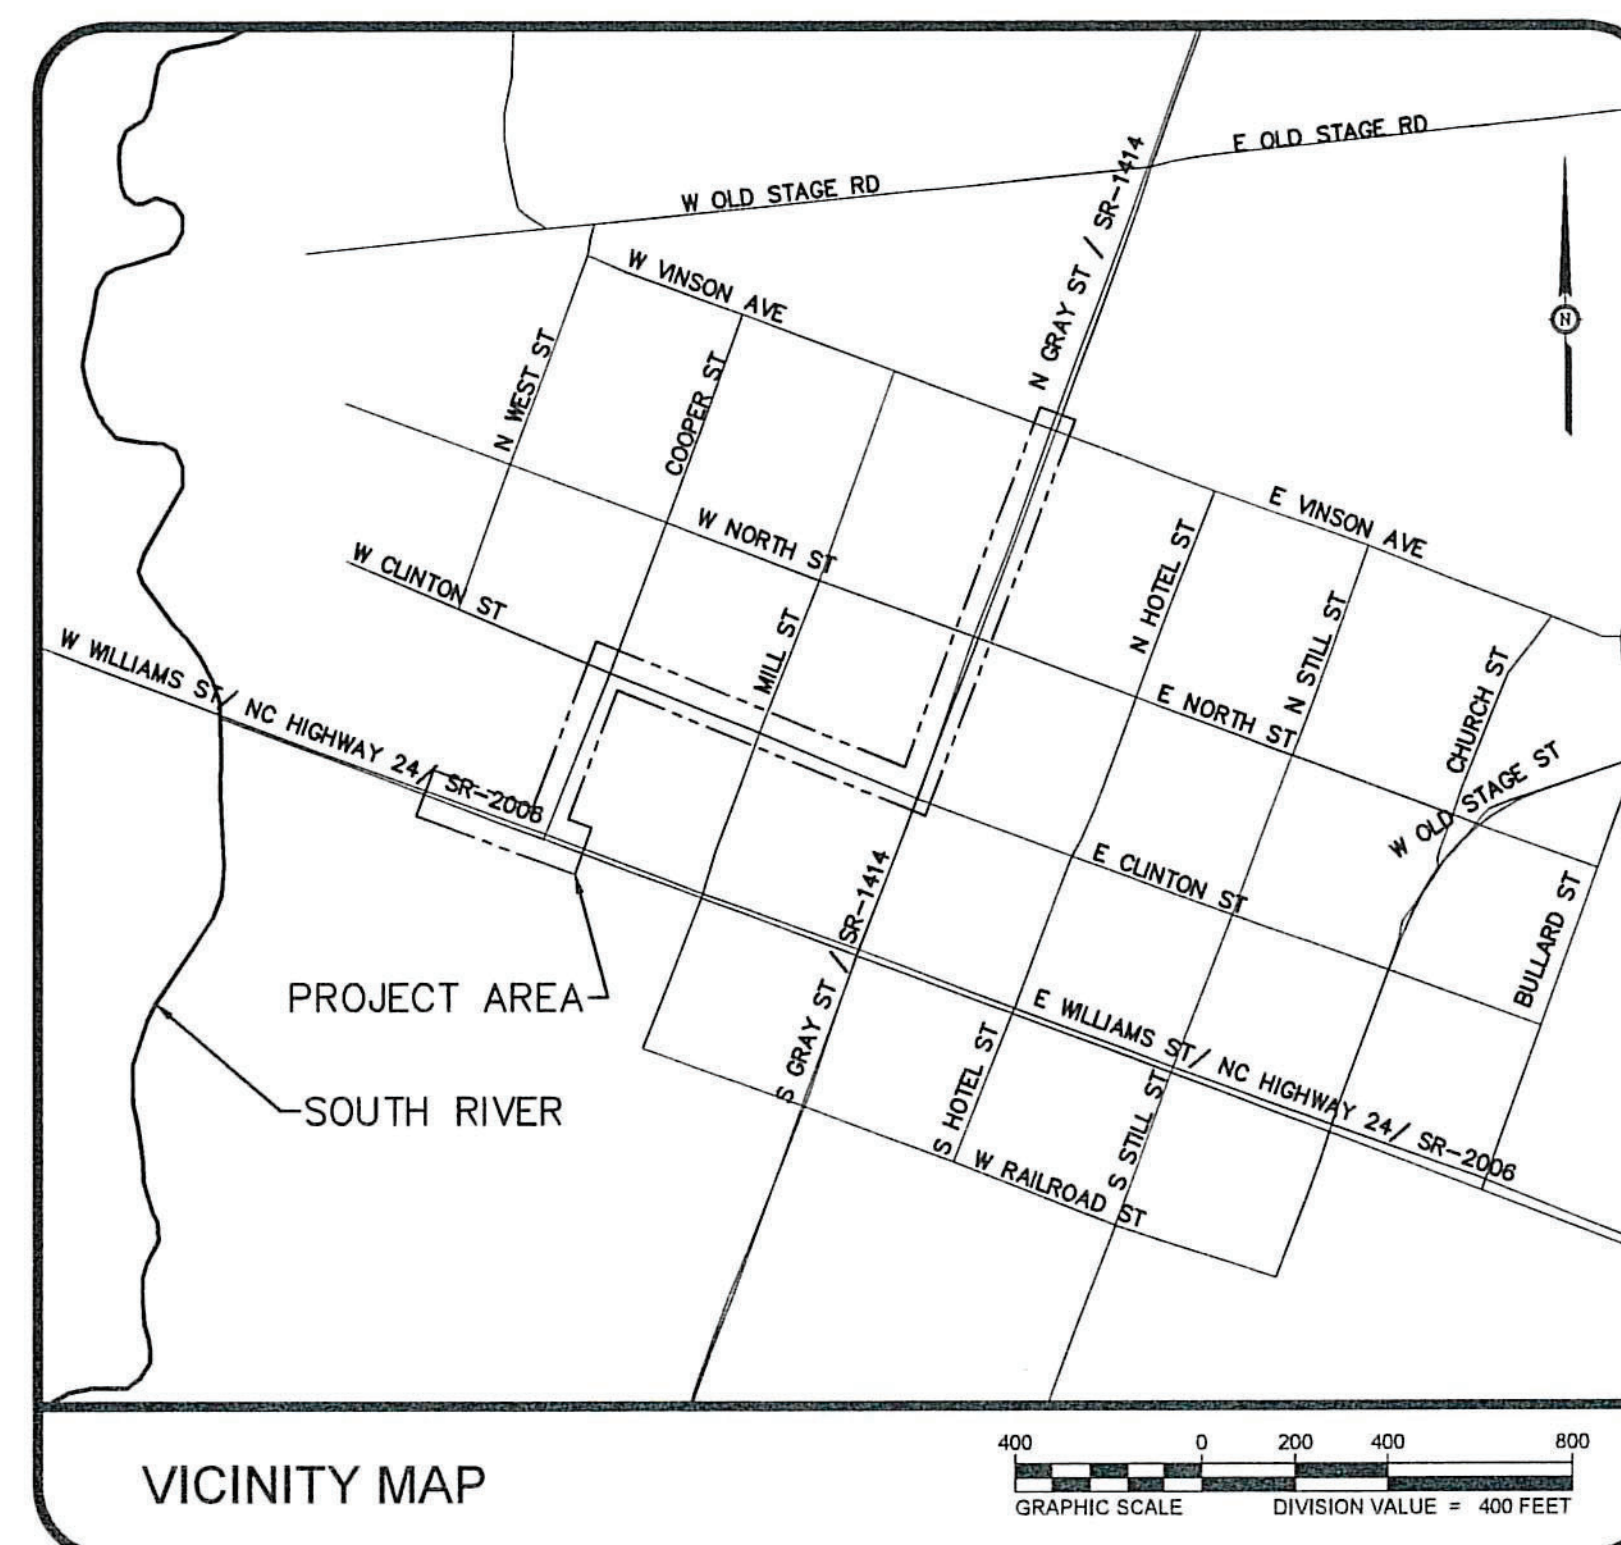 E OLD STAGE RD
W OLD STAGE RD
N GRAY ST / SR-1414
W VINSON AVE
N WEST ST
COOPER ST
N
E VINSON AVE
W NORTH ST
W CLINTON ST
N HOTEL ST
N STILL ST
MILL ST
CHURCH ST
W WILLIAMS ST/ NC HIGHWAY 24/ SR-2006
E NORTH ST
W OLD STAGE ST
E CLINTON ST
BULLARD ST
S GRAY ST / SR-1414
PROJECT AREA
E WILLIAMS ST/ NC HIGHWAY 24/ SR-2006
S HOTEL ST
S STILL ST
SOUTH RIVER
W RAILROAD ST
VICINITY MAP
400 0 200 400 800
GRAPHIC SCALE DIVISION VALUE = 400 FEET